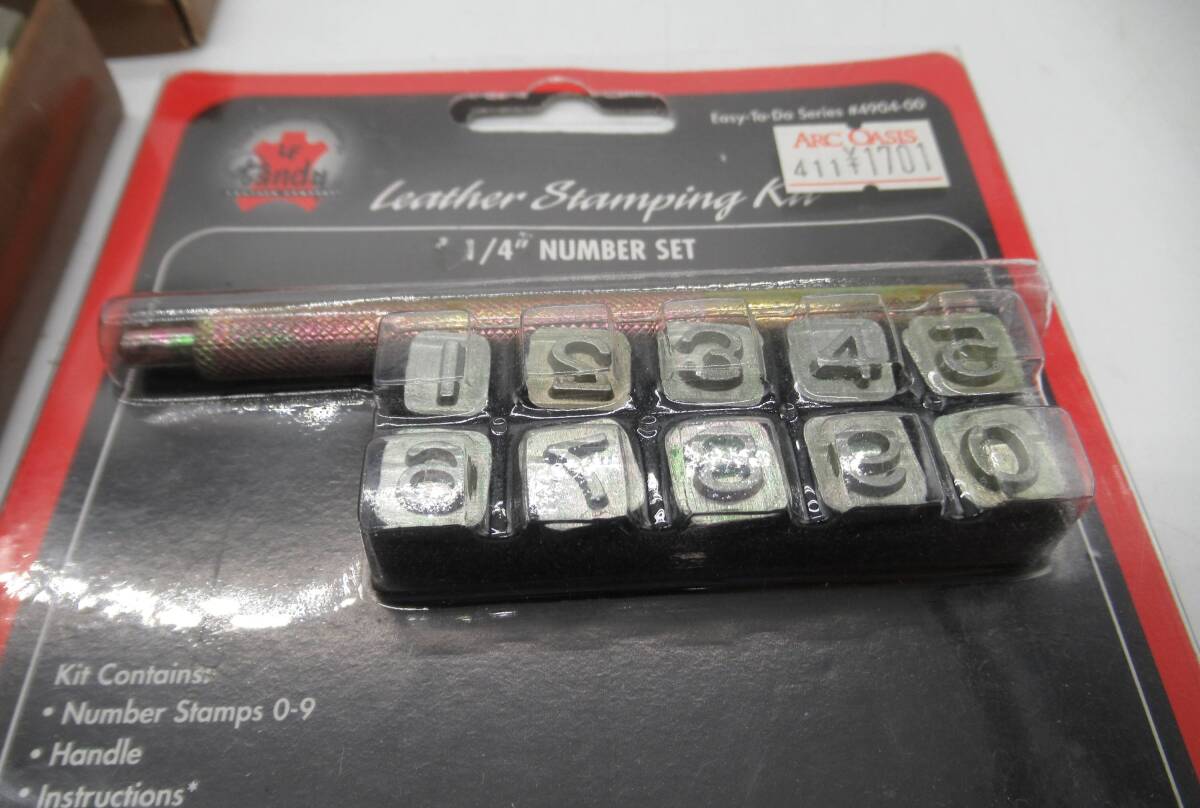 Easy-To-Do Series #4904-00
ARC OASIS
411 ¥1701
Tandy
Leather Stamping Kit
1/4" NUMBER SET
1 2 3 4 5
6 7 8 9 0
Kit Contains:
• Number Stamps 0-9
• Handle
• Instructions*